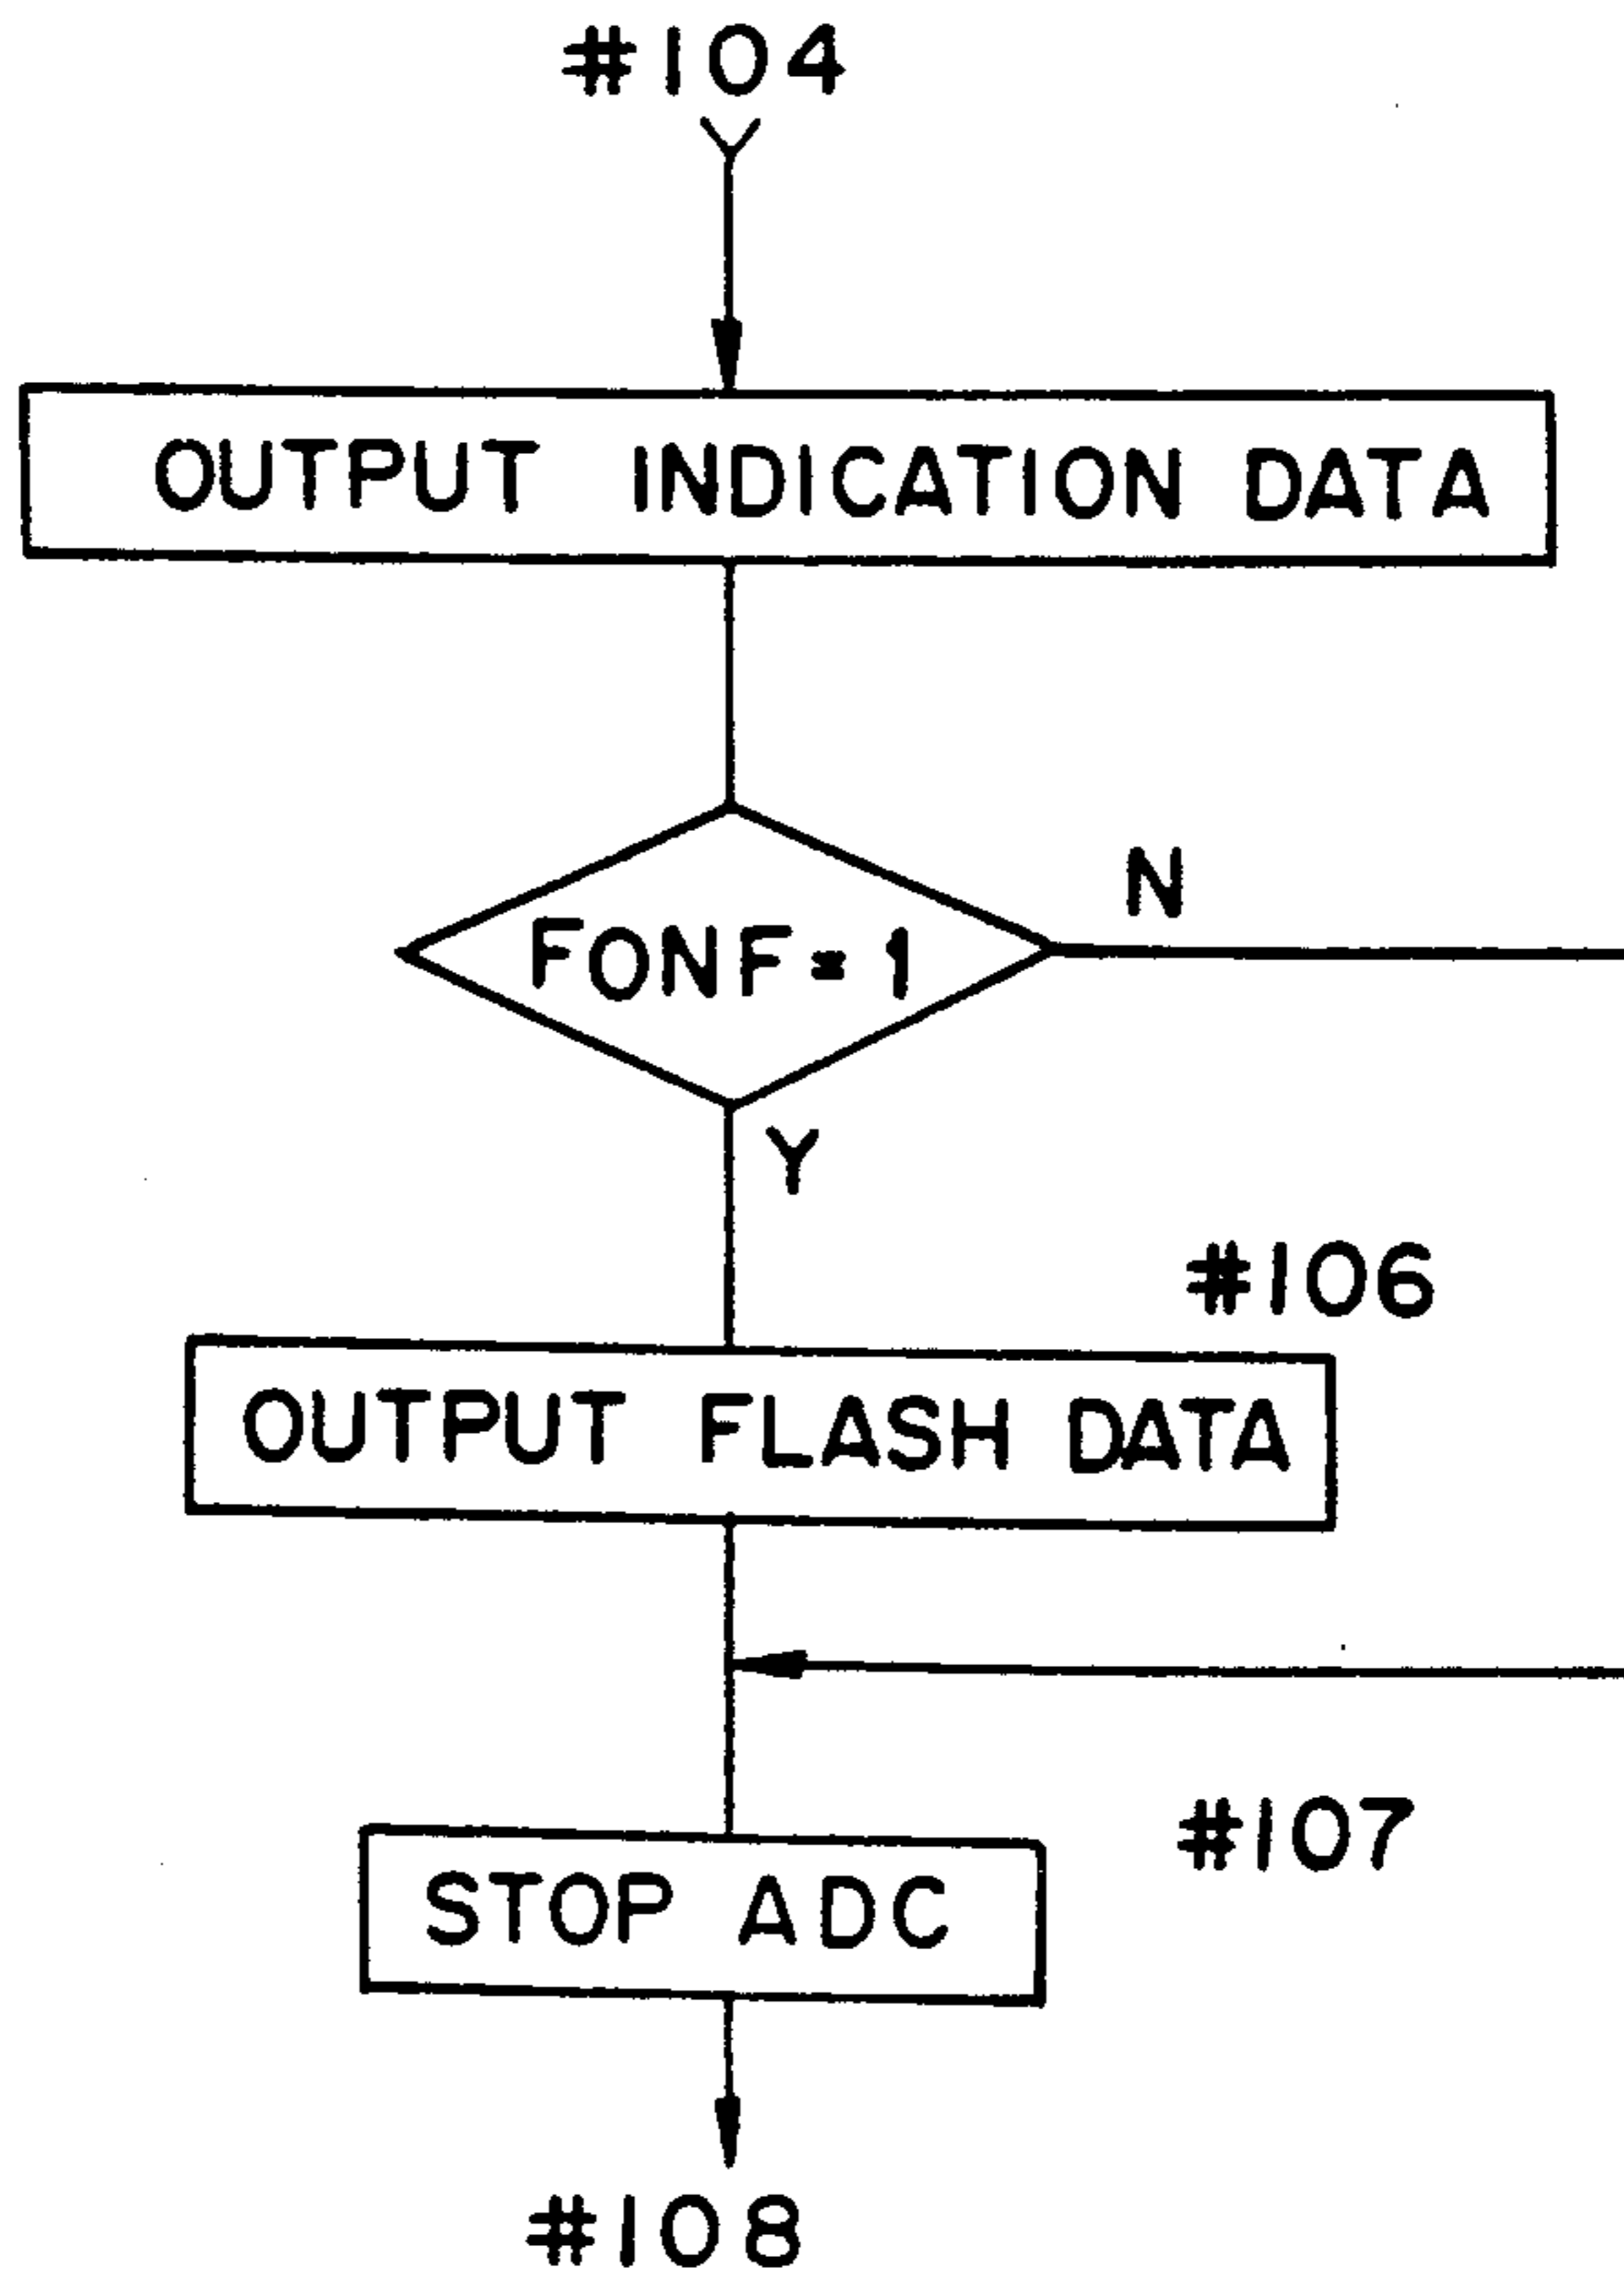 #104
Y
OUTPUT INDICATION DATA
N
FONF=1
Y
#106
OUTPUT FLASH DATA
#107
STOP ADC
#108